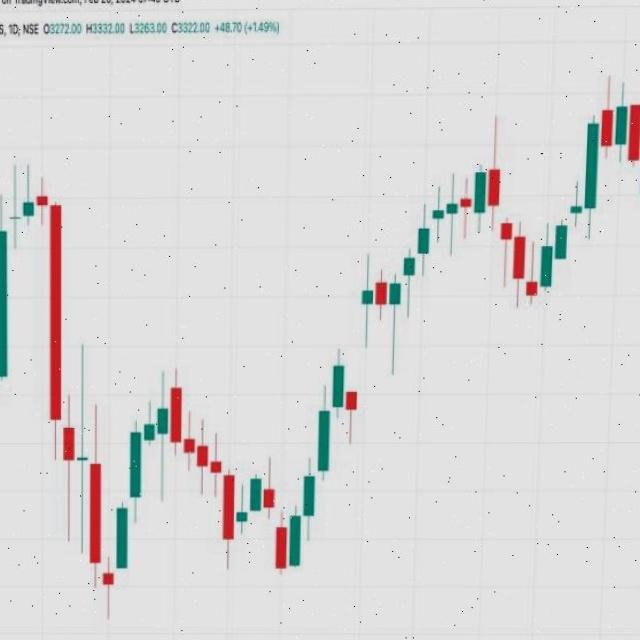 on TradingView.com, Feb 20, 2024
S, 1D; NSE O3272.00 H3332.00 L3263.00 C3322.00 +48.70 (+1.49%)